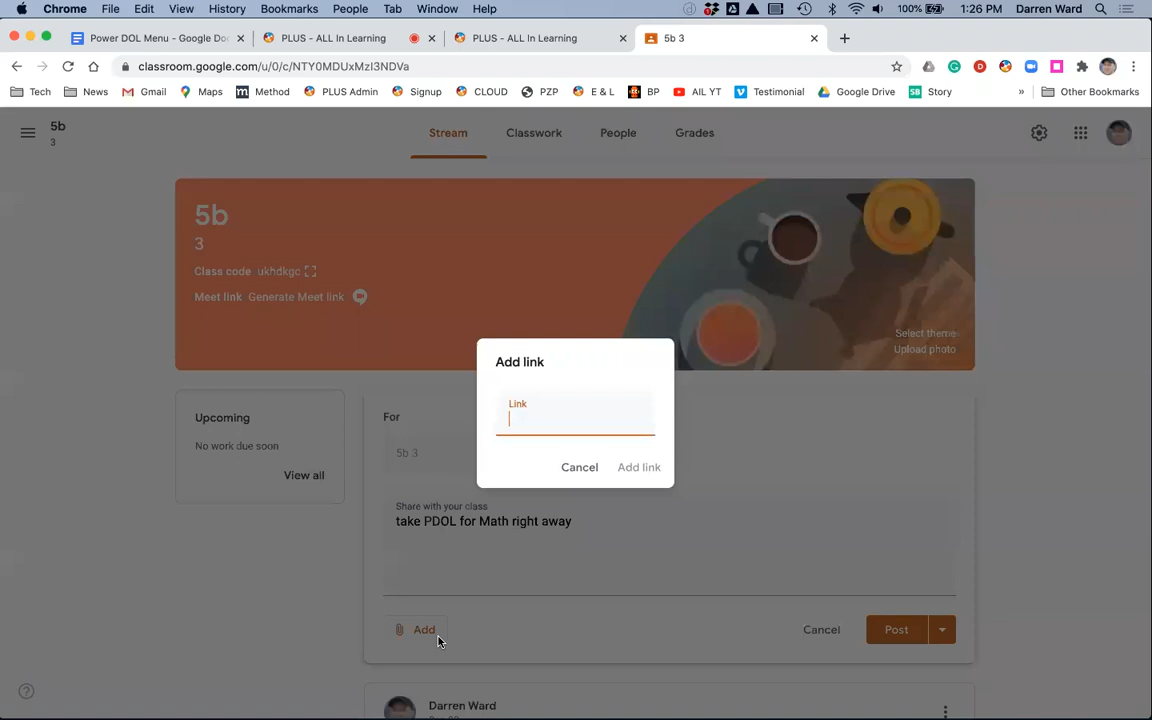 Chrome File Edit View History Bookmarks People Tab Window Help 100% 1:26 PM Darren Ward
Power DOL Menu - Google Do PLUS - ALL In Learning PLUS - ALL In Learning 5b 3
classroom.google.com/u/0/c/NTY0MDUxMzI3NDVa
Tech News Gmail Maps Method PLUS Admin Signup CLOUD PZP E & L BP AIL YT Testimonial Google Drive SB Story » Other Bookmarks
5b
3
Stream Classwork People Grades
5b
3
Class code ukhdkgc
Meet link Generate Meet link
Select theme
Upload photo
Add link
Link
Cancel Add link
Upcoming
No work due soon
View all
For
5b 3
Share with your class
take PDOL for Math right away
Add Cancel Post
Darren Ward